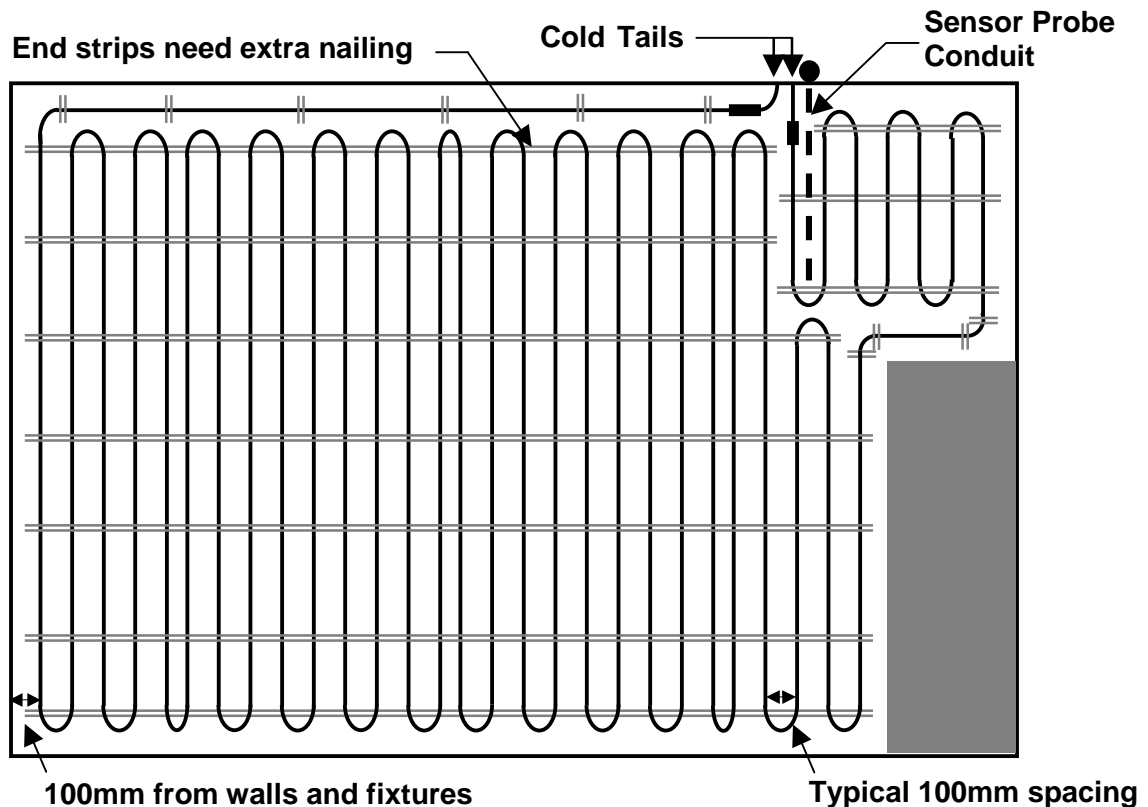 End strips need extra nailing
Cold Tails
Sensor Probe
Conduit
100mm from walls and fixtures
Typical 100mm spacing